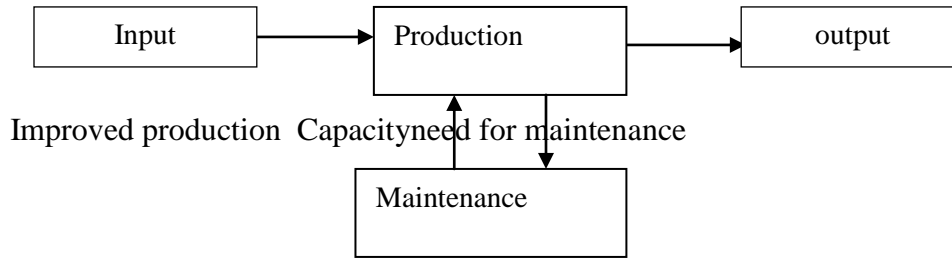 Input
Production
output
Improved production  Capacityneed for maintenance
Maintenance